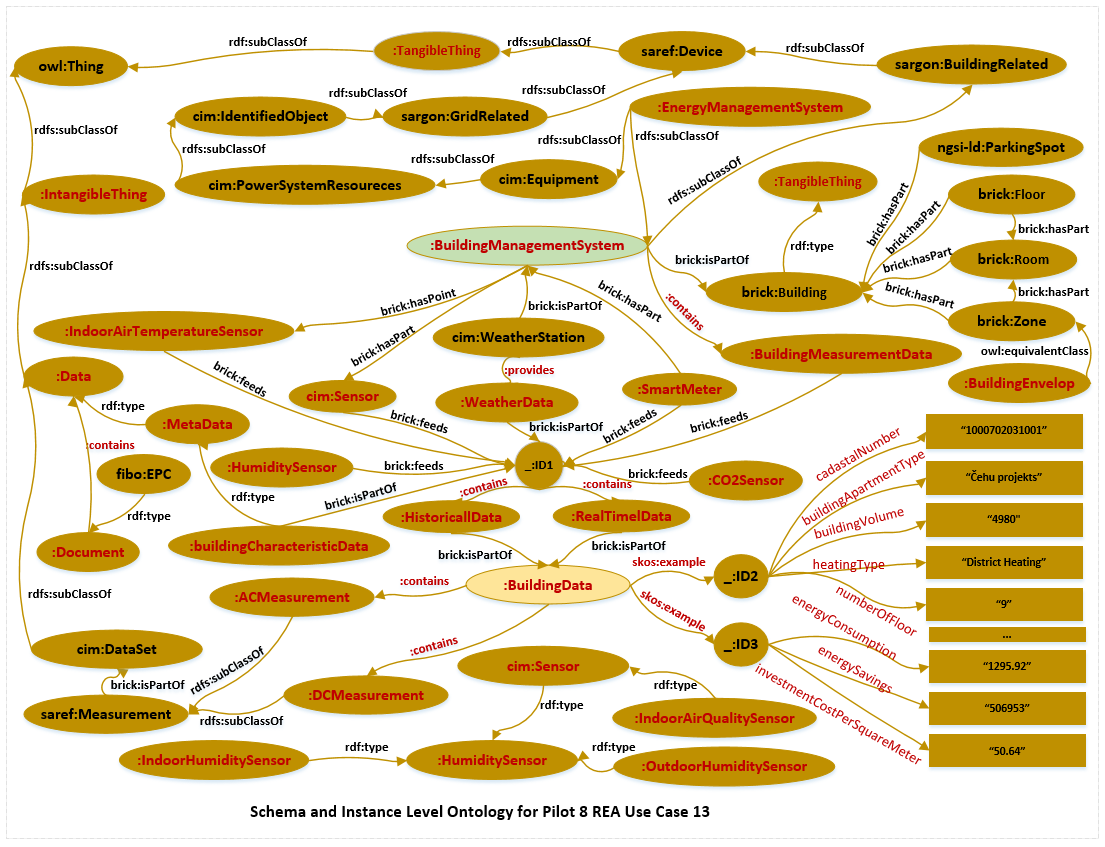 rdf:subClassOf
:TangibleThing
rdfs:subClassOf
saref:Device
rdf:subClassOf
owl:Thing
sargon:BuildingRelated
rdf:subClassOf
rdfs:subClassOf
cim:IdentifiedObject
sargon:GridRelated
:EnergyManagementSystem
rdfs:subClassOf
rdfs:subClassOf
rdf:subClassOf
rdfs:subClassOf
ngsi-ld:ParkingSpot
rdfs:subClassOf
cim:PowerSystemResoureces
cim:Equipment
rdfs:subClassOf
:TangibleThing
:IntangibleThing
brick:hasPart
brick:Floor
brick:hasPart
brick:hasPart
rdf:type
:BuildingManagementSystem
brick:isPartOf
brick:hasPart
brick:Room
rdfs:subClassOf
brick:Building
brick:hasPart
brick:hasPart
brick:hasPoint
brick:isPartOf
brick:hasPart
:contains
brick:Zone
:IndoorAirTemperatureSensor
brick:hasPart
cim:WeatherStation
:BuildingMeasurementData
owl:equivalentClass
:provides
:Data
brick:feeds
cim:Sensor
:SmartMeter
:BuildingEnvelop
rdf:type
:WeatherData
:MetaData
brick:feeds
brick:isPartOf
brick:feeds
brick:feeds
cadastalNumber
“1000702031001”
:contains
fibo:EPC
:HumiditySensor
brick:feeds
_:ID1
brick:feeds
:CO2Sensor
buildingApartmentType
“Čehu projekts”
rdf:type
brick:isPartOf
:contains
:contains
rdf:type
:HistoricallData
:RealTimelData
buildingVolume
“4980”
:Document
:buildingCharacteristicData
brick:isPartOf
brick:isPartOf
heatingType
“District Heating”
rdfs:subClassOf
:ACMeasurement
:contains
:BuildingData
skos:example
_:ID2
numberOfFloor
“9”
skos:example
energyConsumption
...
cim:DataSet
rdfs:subClassOf
:contains
_:ID3
energySavings
“1295.92”
brick:isPartOf
cim:Sensor
rdf:type
investmentCostPerSquareMeter
saref:Measurement
rdfs:subClassOf
:DCMeasurement
rdf:type
:IndoorAirQualitySensor
“506953”
:IndoorHumiditySensor
rdf:type
:HumiditySensor
rdf:type
:OutdoorHumiditySensor
“50.64”
Schema and Instance Level Ontology for Pilot 8 REA Use Case 13